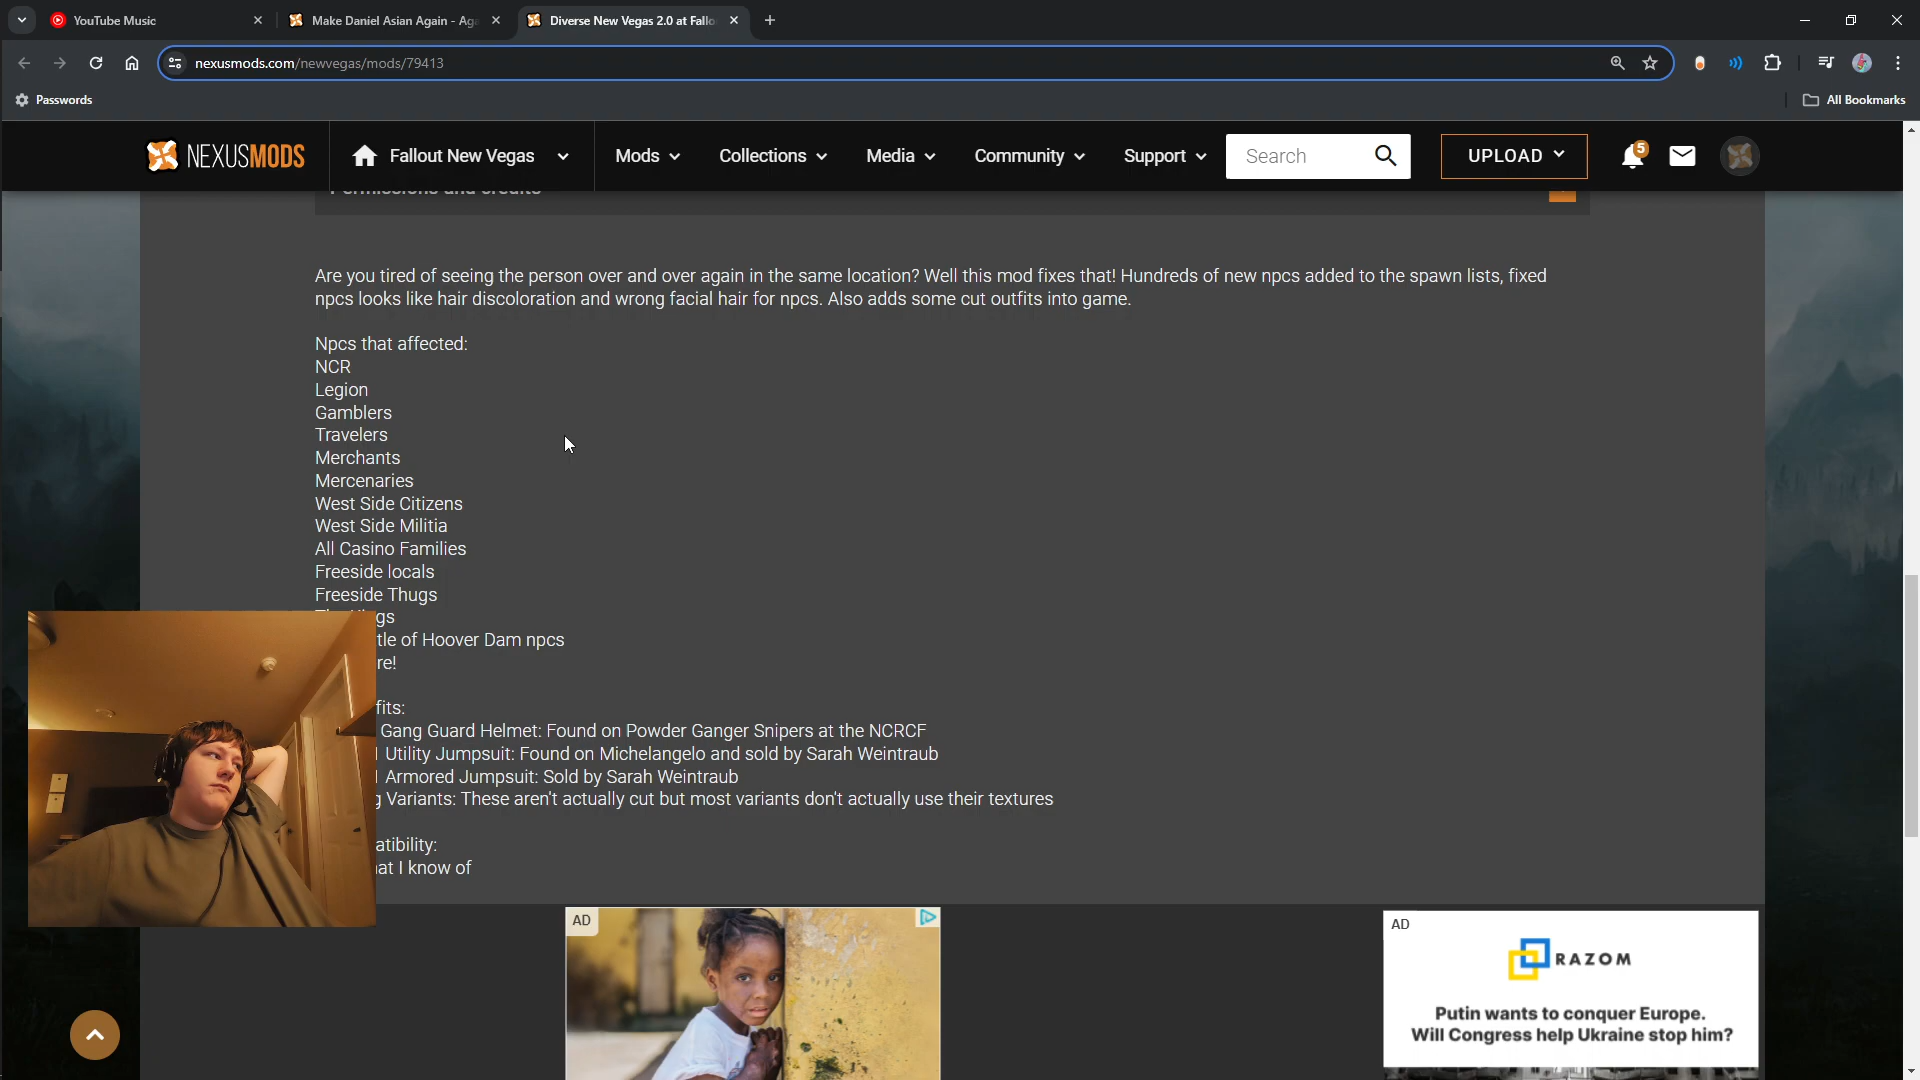 YouTube Music
Make Daniel Asian Again - Aga
Diverse New Vegas 2.0 at Fallo
nexusmods.com/newvegas/mods/79413
Passwords
All Bookmarks
NEXUSMODS
Fallout New Vegas
Mods
Collections
Media
Community
Support
Search
UPLOAD
5
Permissions and credits
Are you tired of seeing the person over and over again in the same location? Well this mod fixes that! Hundreds of new npcs added to the spawn lists, fixed
npcs looks like hair discoloration and wrong facial hair for npcs. Also adds some cut outfits into game.
Npcs that affected:
NCR
Legion
Gamblers
Travelers
Merchants
Mercenaries
West Side Citizens
West Side Militia
All Casino Families
Freeside locals
Freeside Thugs
gs
tle of Hoover Dam npcs
re!
fits:
Gang Guard Helmet: Found on Powder Ganger Snipers at the NCRCF
Utility Jumpsuit: Found on Michelangelo and sold by Sarah Weintraub
Armored Jumpsuit: Sold by Sarah Weintraub
g Variants: These aren't actually cut but most variants don't actually use their textures
atibility:
at I know of
AD
AD
RAZOM
Putin wants to conquer Europe.
Will Congress help Ukraine stop him?